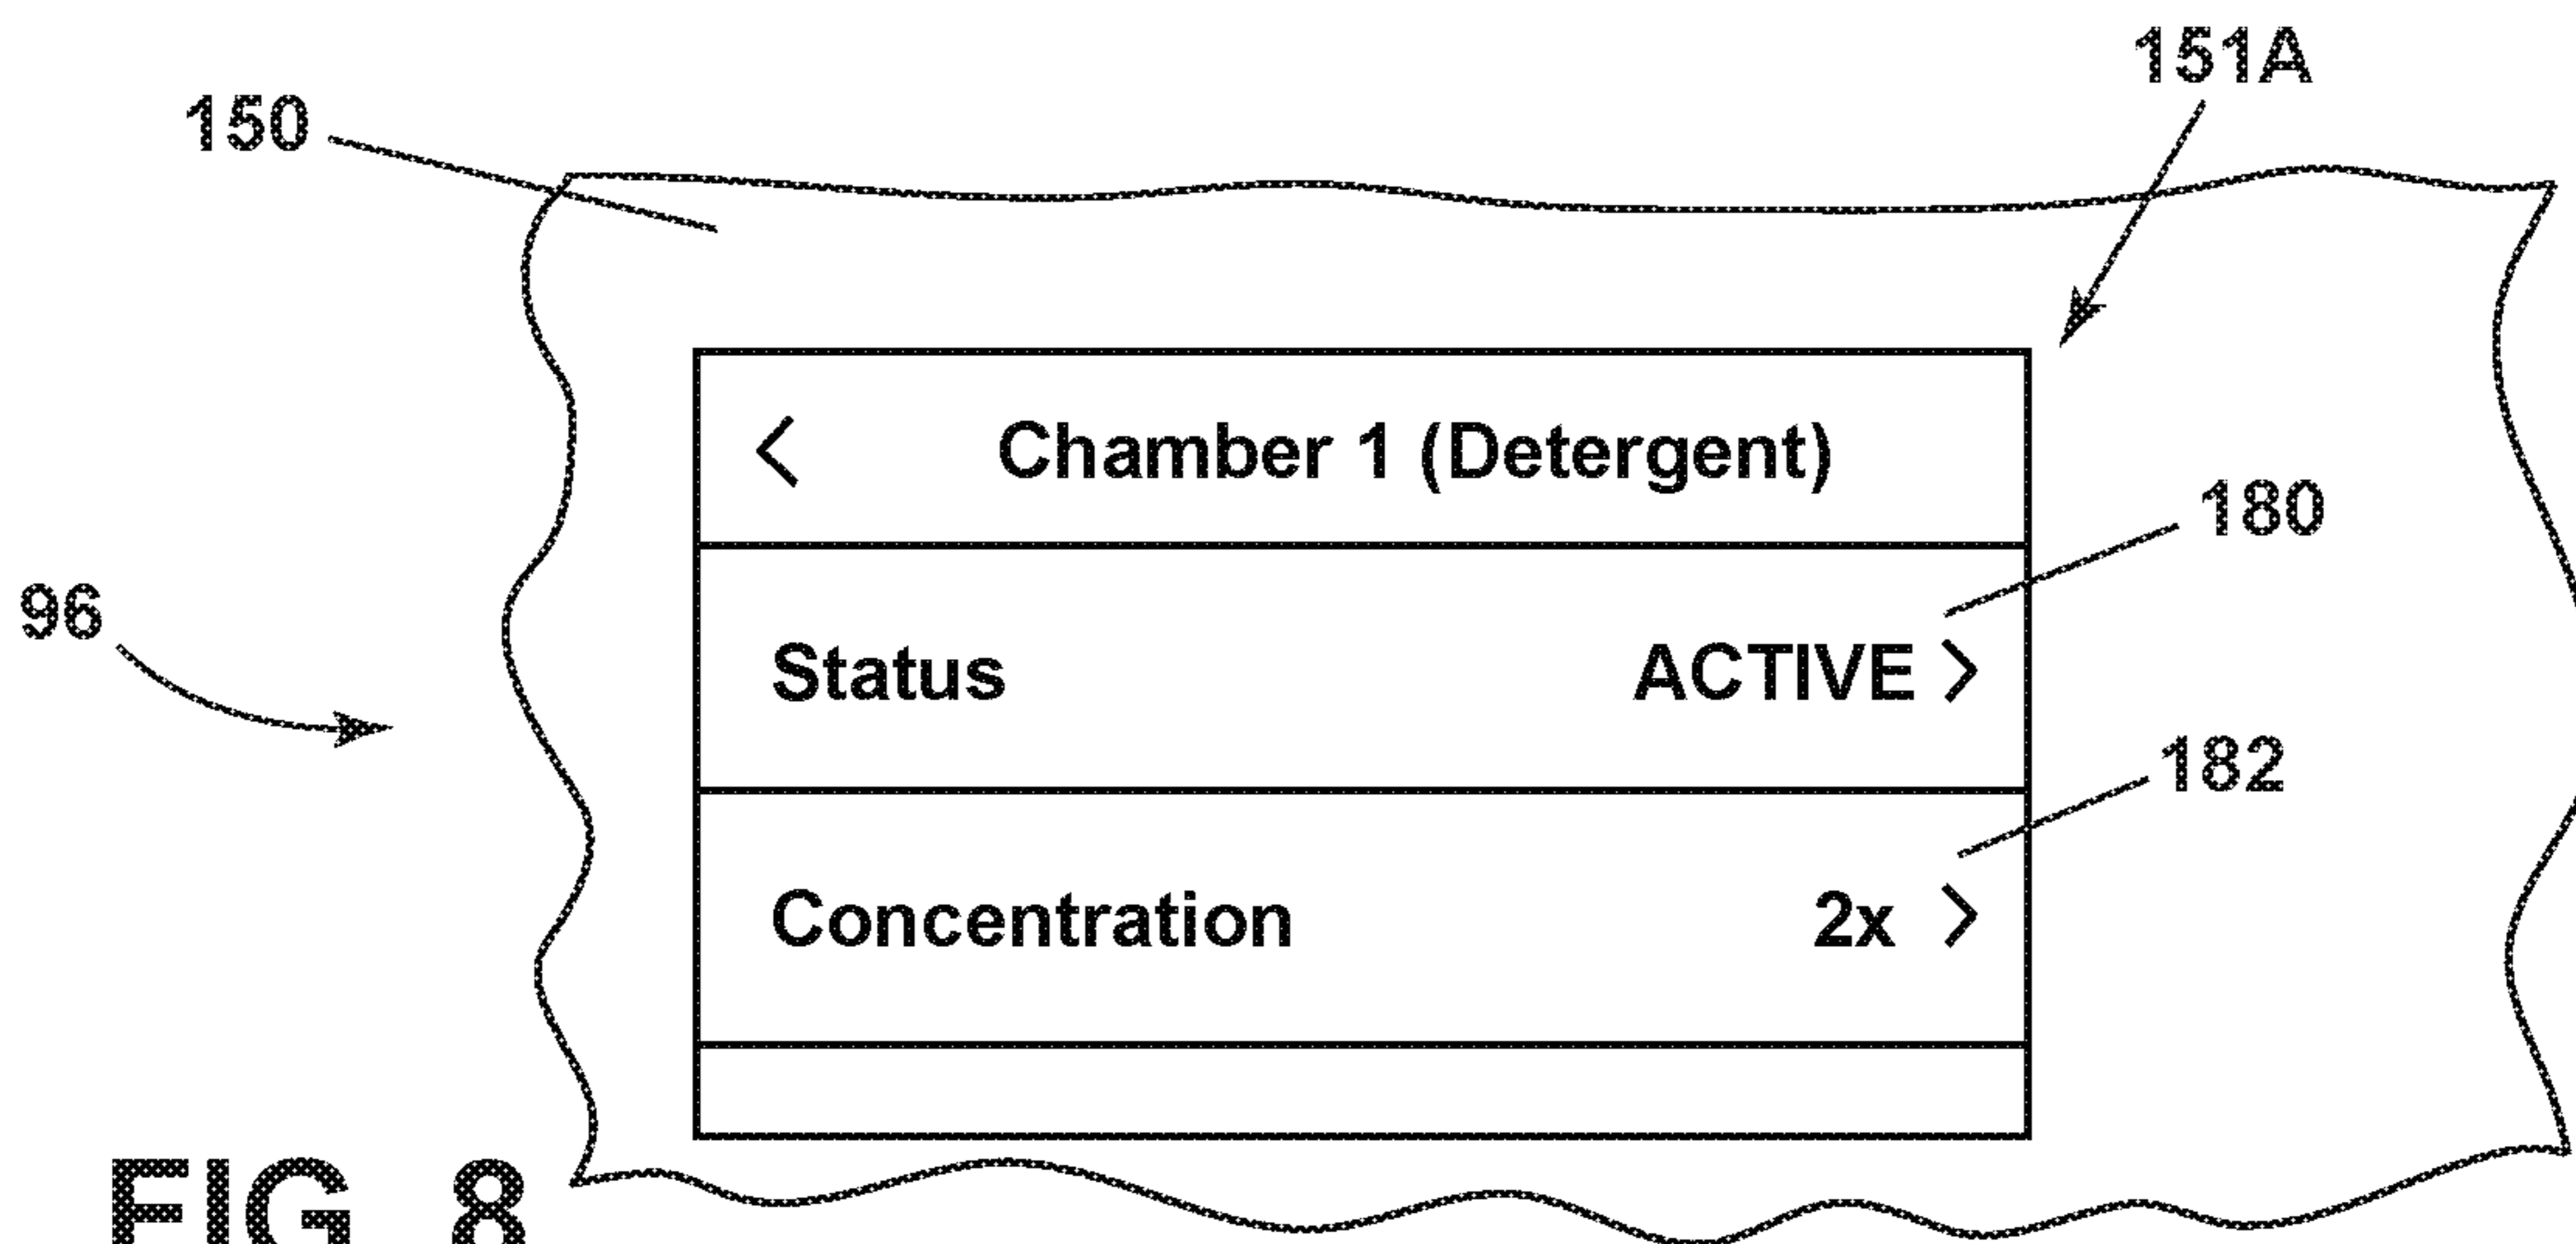 151A
150
< Chamber 1 (Detergent)
180
96
Status ACTIVE >
182
Concentration 2x >
FIG. 8